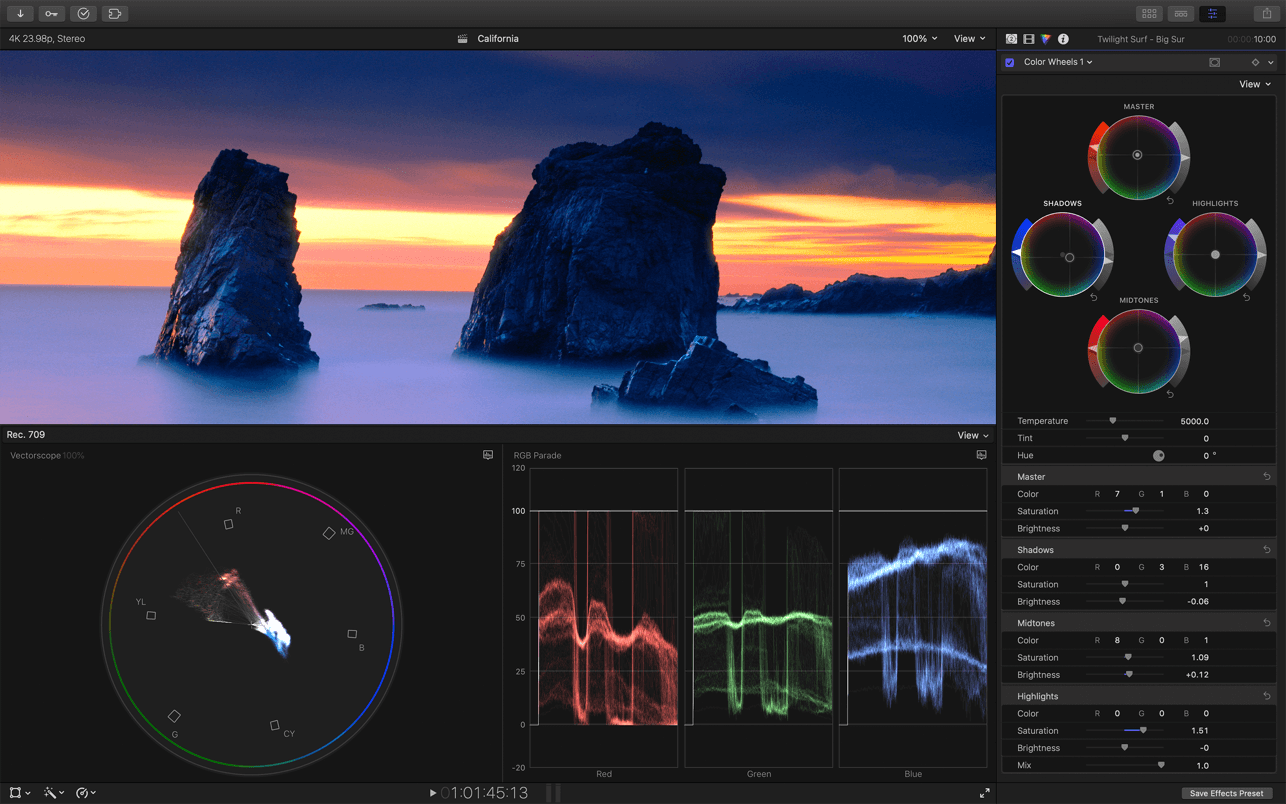 4K 23.98p, Stereo
California
100%
View
Twilight Surf - Big Sur
00:00:10:00
Color Wheels 1
View
MASTER
SHADOWS
HIGHLIGHTS
MIDTONES
Temperature 5000.0
Tint 0
Hue 0 °
Master
Color R 7 G 1 B 0
Saturation 1.3
Brightness +0
Shadows
Color R 0 G 3 B 16
Saturation 1
Brightness -0.06
Midtones
Color R 8 G 0 B 1
Saturation 1.09
Brightness +0.12
Highlights
Color R 0 G 0 B 0
Saturation 1.51
Brightness -0
Mix 1.0
Save Effects Preset
Rec. 709
View
Vectorscope 100%
R
MG
YL
B
G
CY
RGB Parade
120
100
75
50
25
0
-20
Red
Green
Blue
01:01:45:13